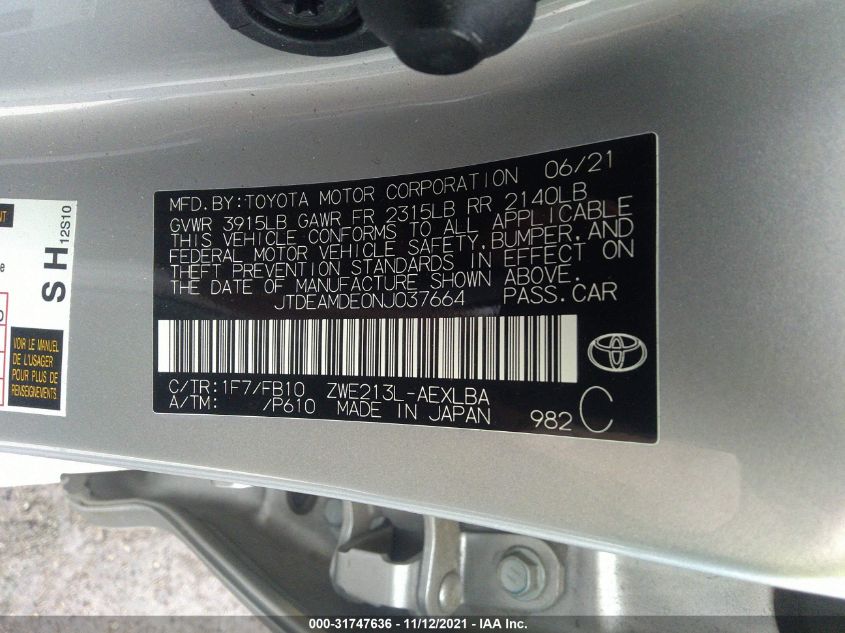 MFD. BY: TOYOTA MOTOR CORPORATION 06/21
GVWR 3915LB GAWR FR 2315LB RR 2140LB
THIS VEHICLE CONFORMS TO ALL APPLICABLE
FEDERAL MOTOR VEHICLE SAFETY, BUMPER, AND
THEFT PREVENTION STANDARDS IN EFFECT ON
THE DATE OF MANUFACTURE SHOWN ABOVE.
JTDEAMDE0NJ037664 PASS. CAR
C/TR: 1F7/FB10 ZWE213L-AEXLBA
A/TM: /P610 MADE IN JAPAN 982 C
SH
12S10
VOIR LE MANUEL
DE L'USAGER
POUR PLUS DE
000-31747636 - 11/12/2021 - IAA Inc.